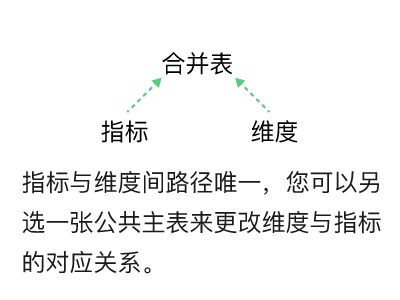 合并表
指标 维度
指标与维度间路径唯一，您可以另
选一张公共主表来更改维度与指标
的对应关系。